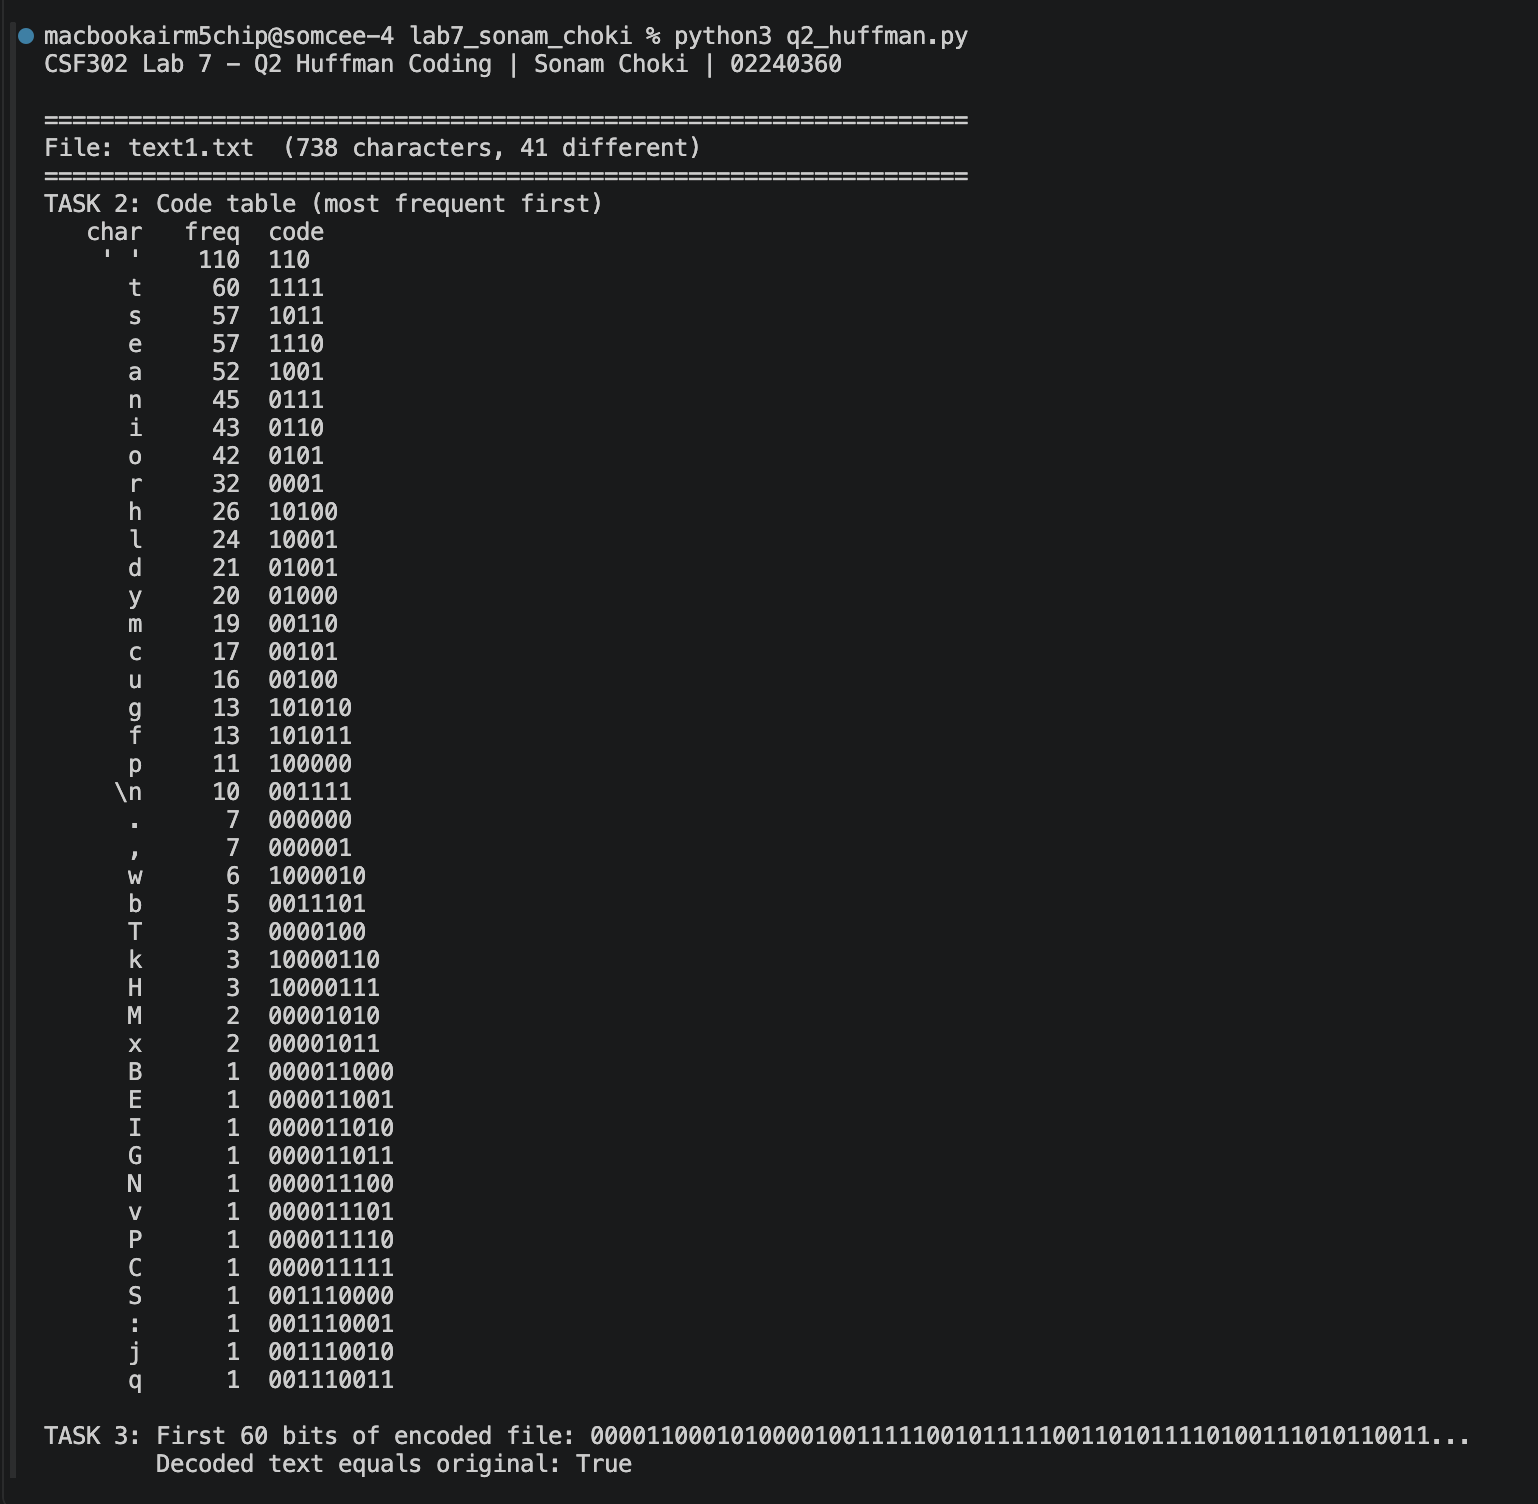 macbookairm5chip@somcee-4 lab7_sonam_choki % python3 q2_huffman.py
CSF302 Lab 7 - Q2 Huffman Coding | Sonam Choki | 02240360
==================================================================
File: text1.txt  (738 characters, 41 different)
==================================================================
TASK 2: Code table (most frequent first)
char   freq  code
' '    110  110
t     60  1111
s     57  1011
e     57  1110
a     52  1001
n     45  0111
i     43  0110
o     42  0101
r     32  0001
h     26  10100
l     24  10001
d     21  01001
y     20  01000
m     19  00110
c     17  00101
u     16  00100
g     13  101010
f     13  101011
p     11  100000
\n     10  001111
.      7  000000
,      7  000001
w      6  1000010
b      5  0011101
T      3  0000100
k      3  10000110
H      3  10000111
M      2  00001010
x      2  00001011
B      1  000011000
E      1  000011001
I      1  000011010
G      1  000011011
N      1  000011100
v      1  000011101
P      1  000011110
C      1  000011111
S      1  001110000
:      1  001110001
j      1  001110010
q      1  001110011
TASK 3: First 60 bits of encoded file: 000011000101000010011111001011111001101011110100111010110011...
Decoded text equals original: True